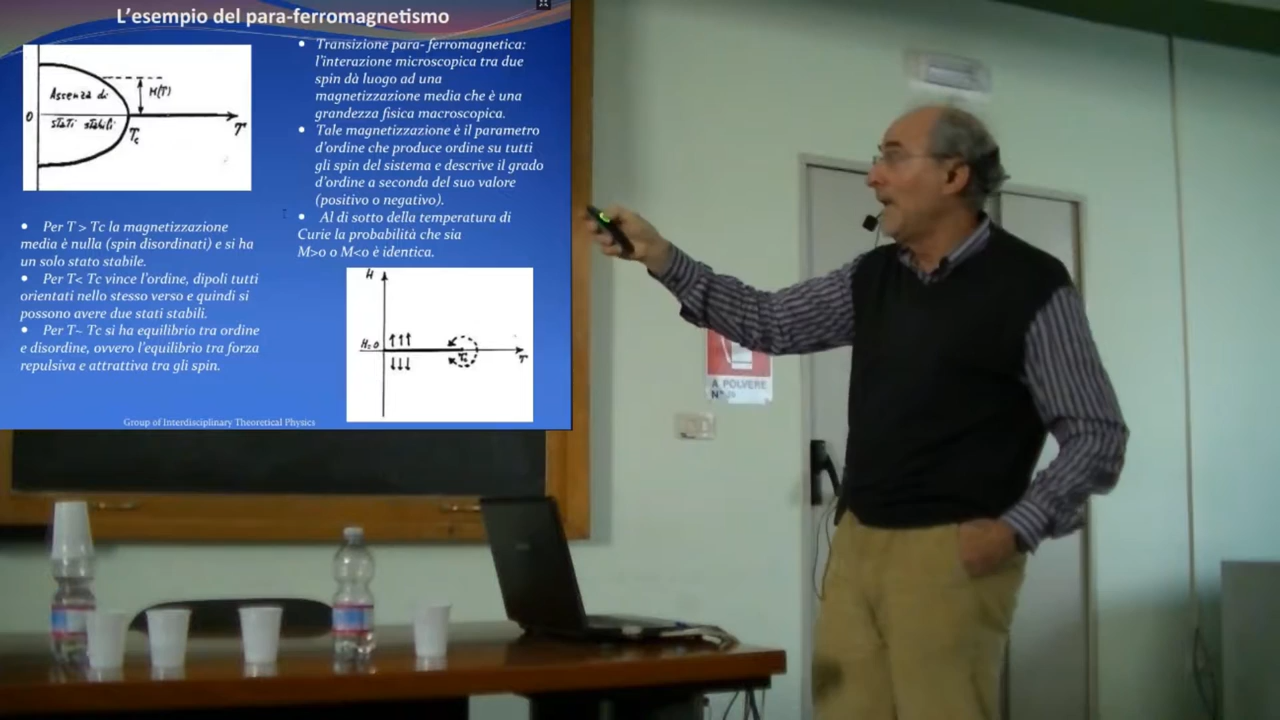 L'esempio del para-ferromagnetismo
Assenza di
stati stabili
M(T)
0
Tc
T
• Per T > Tc la magnetizzazione
media è nulla (spin disordinati) e si ha
un solo stato stabile.
• Per T< Tc vince l'ordine, dipoli tutti
orientati nello stesso verso e quindi si
possono avere due stati stabili.
• Per T~ Tc si ha equilibrio tra ordine
e disordine, ovvero l'equilibrio tra forza
repulsiva e attrattiva tra gli spin.
• Transizione para- ferromagnetica:
l'interazione microscopica tra due
spin dà luogo ad una
magnetizzazione media che è una
grandezza fisica macroscopica.
• Tale magnetizzazione è il parametro
d'ordine che produce ordine su tutti
gli spin del sistema e descrive il grado
d'ordine a seconda del suo valore
(positivo o negativo).
• Al di sotto della temperatura di
Curie la probabilità che sia
M>0 o M<0 è identica.
H
H=0
Tc
T
Group of Interdisciplinary Theoretical Physics
A POLVERE
N°